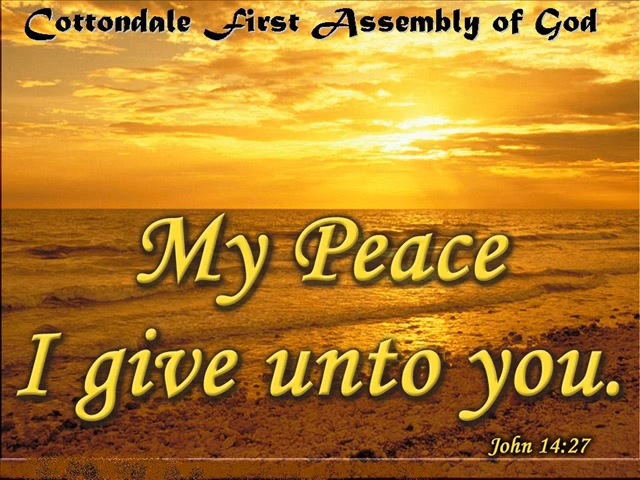 Cottondale First Assembly of God
My Peace
I give unto you.
John 14:27